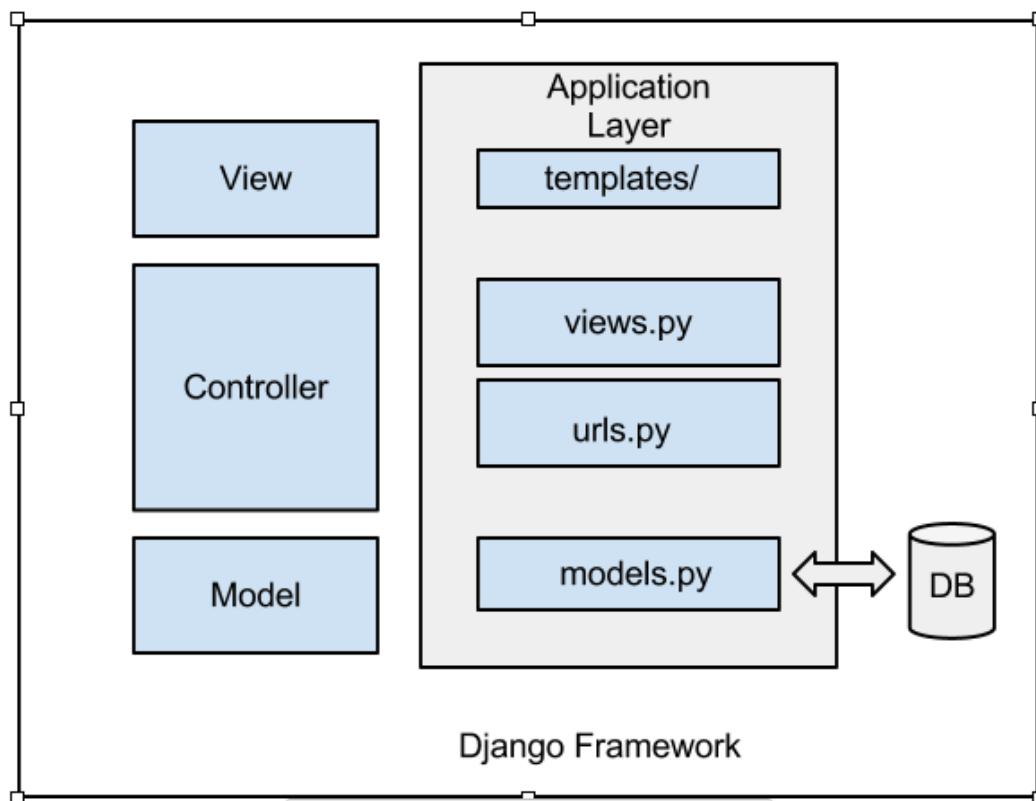 Application
Layer
View
templates/
views.py
Controller
urls.py
models.py
Model
DB
Django Framework